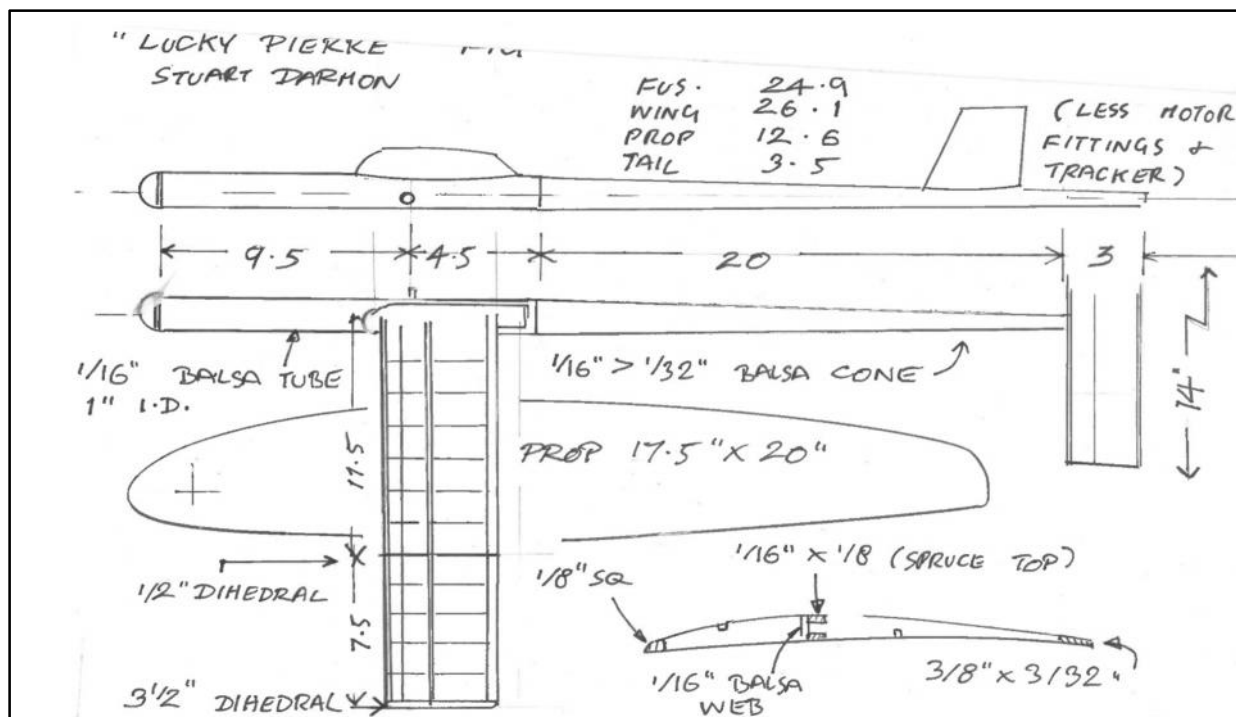 "LUCKY PIERRE
STUART DARMON
FUS. 24.9
WING 26.1
PROP 12.6
TAIL 3.5
(LESS MOTOR
FITTINGS &
TRACKER)
9.5 4.5 20 3
1/16" BALSA TUBE
1" I.D.
1/16" > 1/32" BALSA CONE
14"
11.5
PROP 17.5" X 20"
1/2" DIHEDRAL
7.5
3 1/2" DIHEDRAL
1/8" SQ
1/16" X 1/8 (SPRUCE TOP)
1/16" BALSA
WEB
3/8" X 3/32"